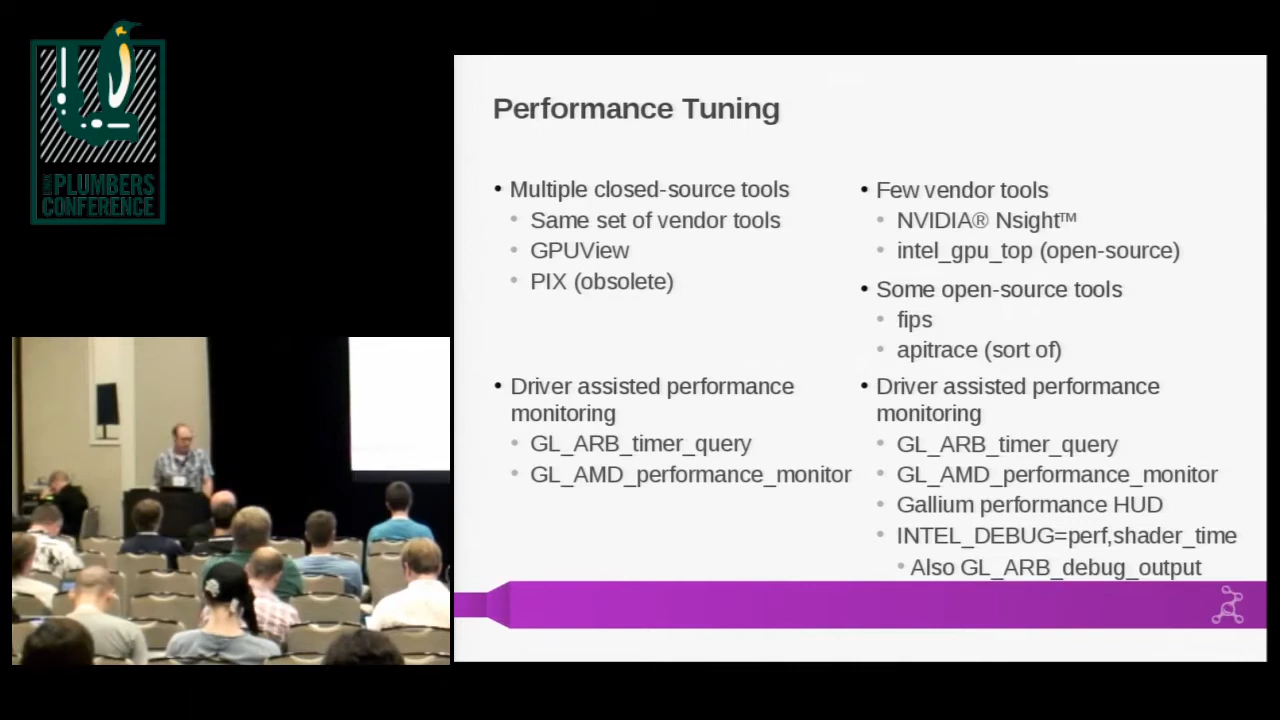 LINUX
PLUMBERS
CONFERENCE
Performance Tuning
• Multiple closed-source tools
• Same set of vendor tools
• GPUView
• PIX (obsolete)
• Driver assisted performance
monitoring
• GL_ARB_timer_query
• GL_AMD_performance_monitor
• Few vendor tools
• NVIDIA® Nsight™
• intel_gpu_top (open-source)
• Some open-source tools
• fips
• apitrace (sort of)
• Driver assisted performance
monitoring
• GL_ARB_timer_query
• GL_AMD_performance_monitor
• Gallium performance HUD
• INTEL_DEBUG=perf,shader_time
• Also GL_ARB_debug_output